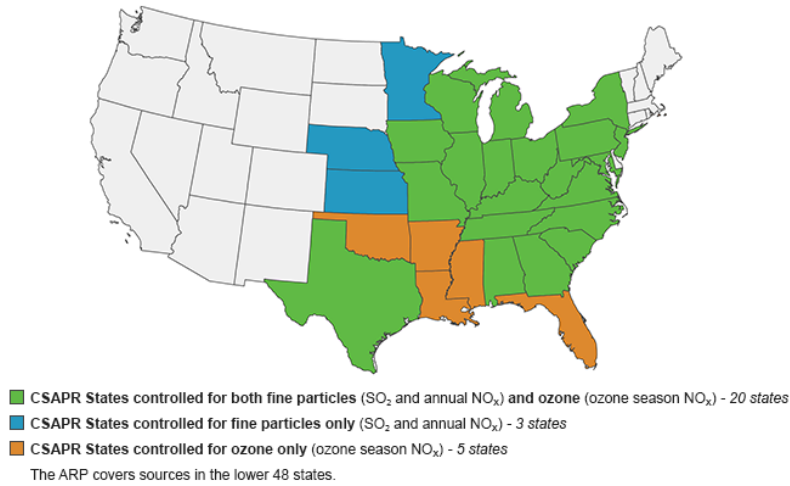 CSAPR States controlled for both fine particles (SO₂ and annual NOₓ) and ozone (ozone season NOₓ) - 20 states
CSAPR States controlled for fine particles only (SO₂ and annual NOₓ) - 3 states
CSAPR States controlled for ozone only (ozone season NOₓ) - 5 states
The ARP covers sources in the lower 48 states.